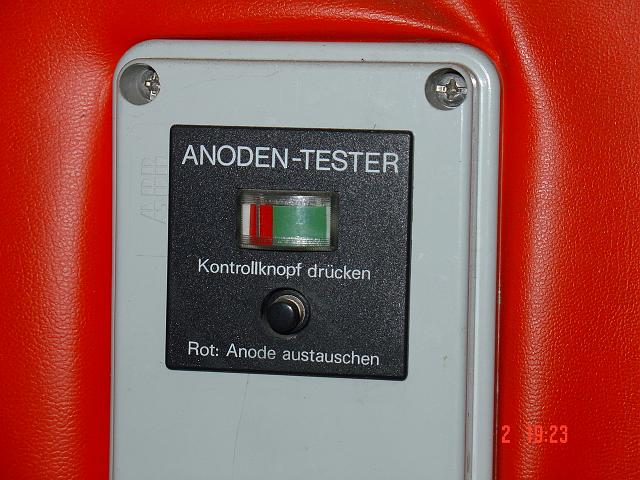 ANODEN-TESTER
Kontrollknopf drücken
Rot: Anode austauschen
2 19:23